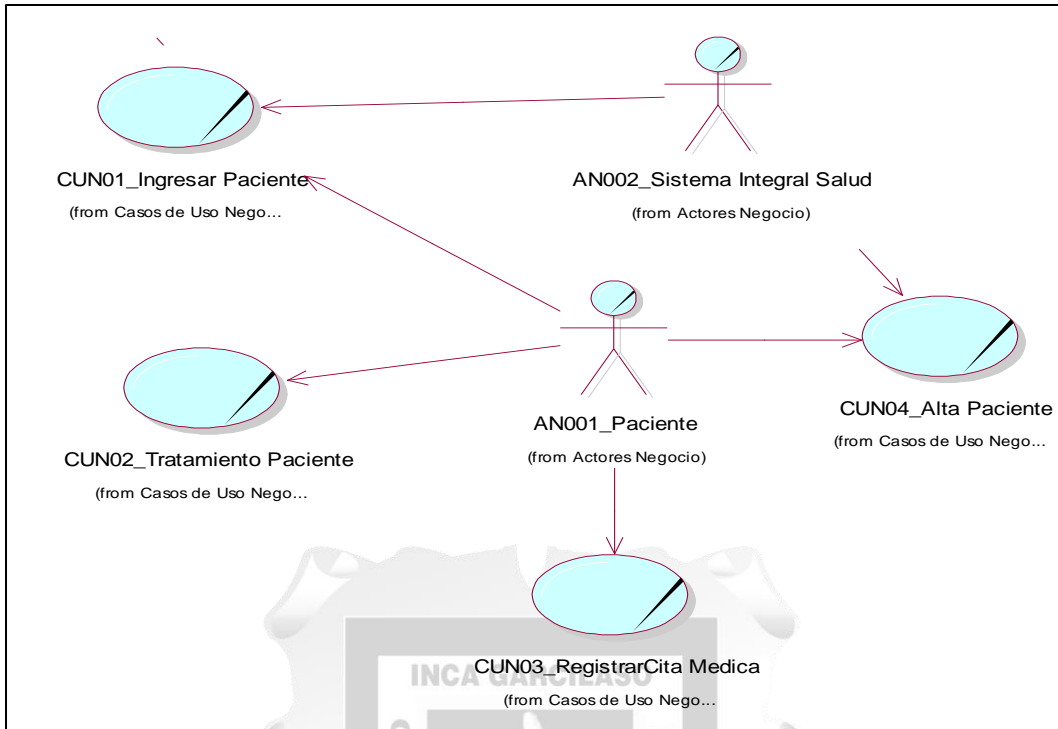 CUN01_Ingresar Paciente
(from Casos de Uso Nego...
AN002_Sistema Integral Salud
(from Actores Negocio)
CUN02_Tratamiento Paciente
(from Casos de Uso Nego...
AN001_Paciente
(from Actores Negocio)
CUN04_Alta Paciente
(from Casos de Uso Nego...
CUN03_RegistrarCita Medica
(from Casos de Uso Nego...
INCA GARCILASO